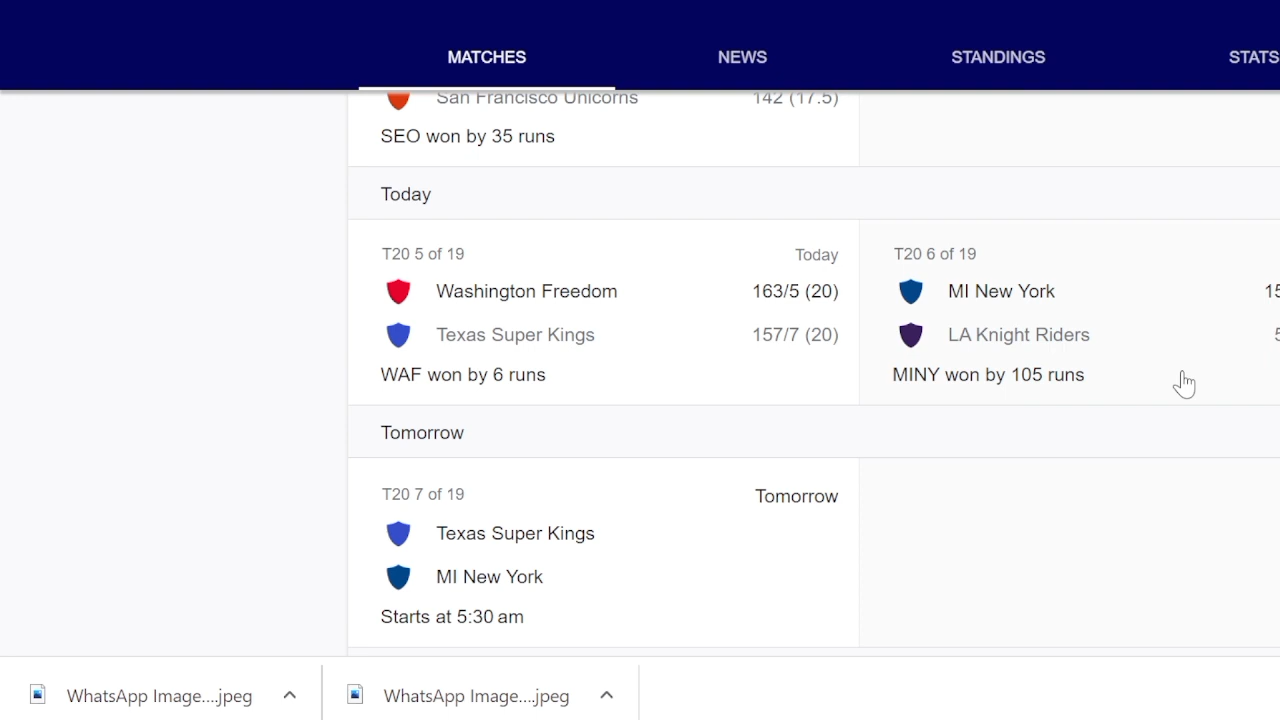 MATCHES NEWS STANDINGS STATS
San Francisco Unicorns 142 (17.5)
SEO won by 35 runs
Today
T20 5 of 19 Today
Washington Freedom 163/5 (20)
Texas Super Kings 157/7 (20)
WAF won by 6 runs
T20 6 of 19
MI New York 15
LA Knight Riders 5
MINY won by 105 runs
Tomorrow
T20 7 of 19 Tomorrow
Texas Super Kings
MI New York
Starts at 5:30 am
WhatsApp Image....jpeg
WhatsApp Image....jpeg